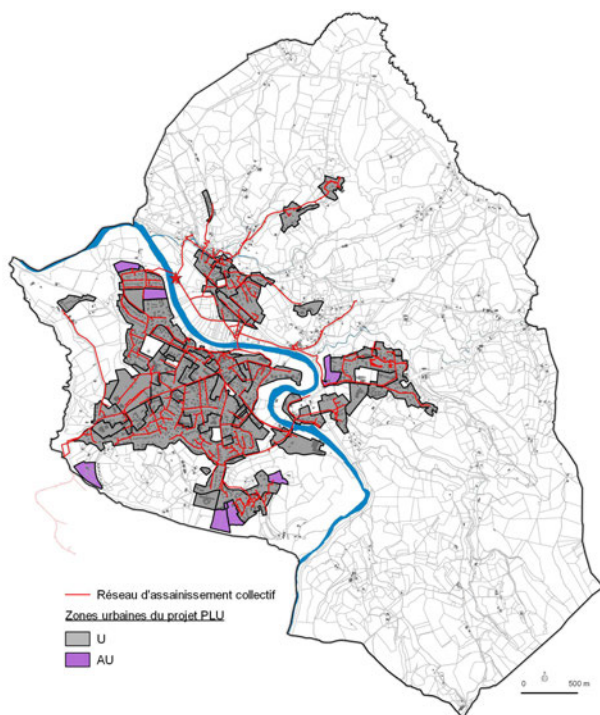 Réseau d'assainissement collectif
Zones urbaines du projet PLU
U
AU
0 500 m